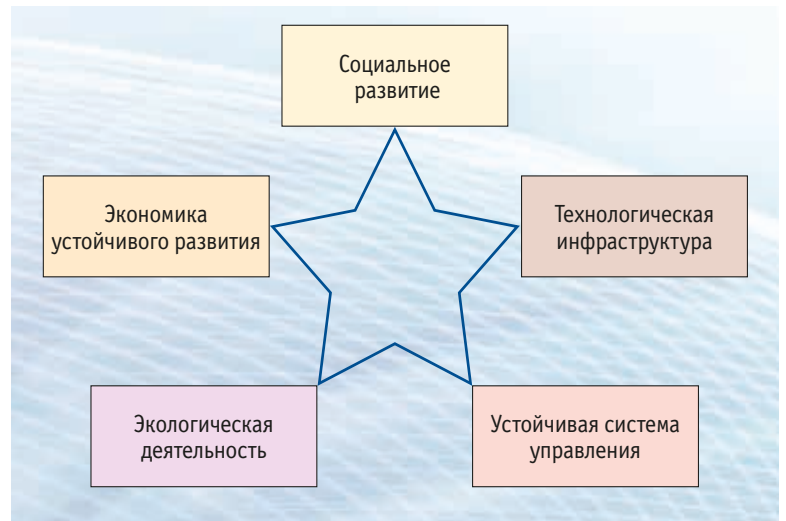 Социальное
развитие
Экономика
устойчивого развития
Технологическая
инфраструктура
Экологическая
деятельность
Устойчивая система
управления